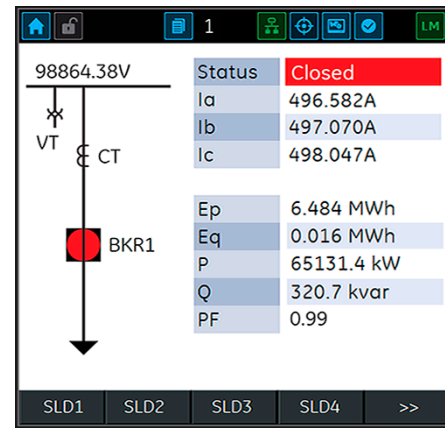 1
LM
98864.38V
VT
CT
BKR1
Status Closed
Ia 496.582A
Ib 497.070A
Ic 498.047A
Ep 6.484 MWh
Eq 0.016 MWh
P 65131.4 kW
Q 320.7 kvar
PF 0.99
SLD1 SLD2 SLD3 SLD4 >>